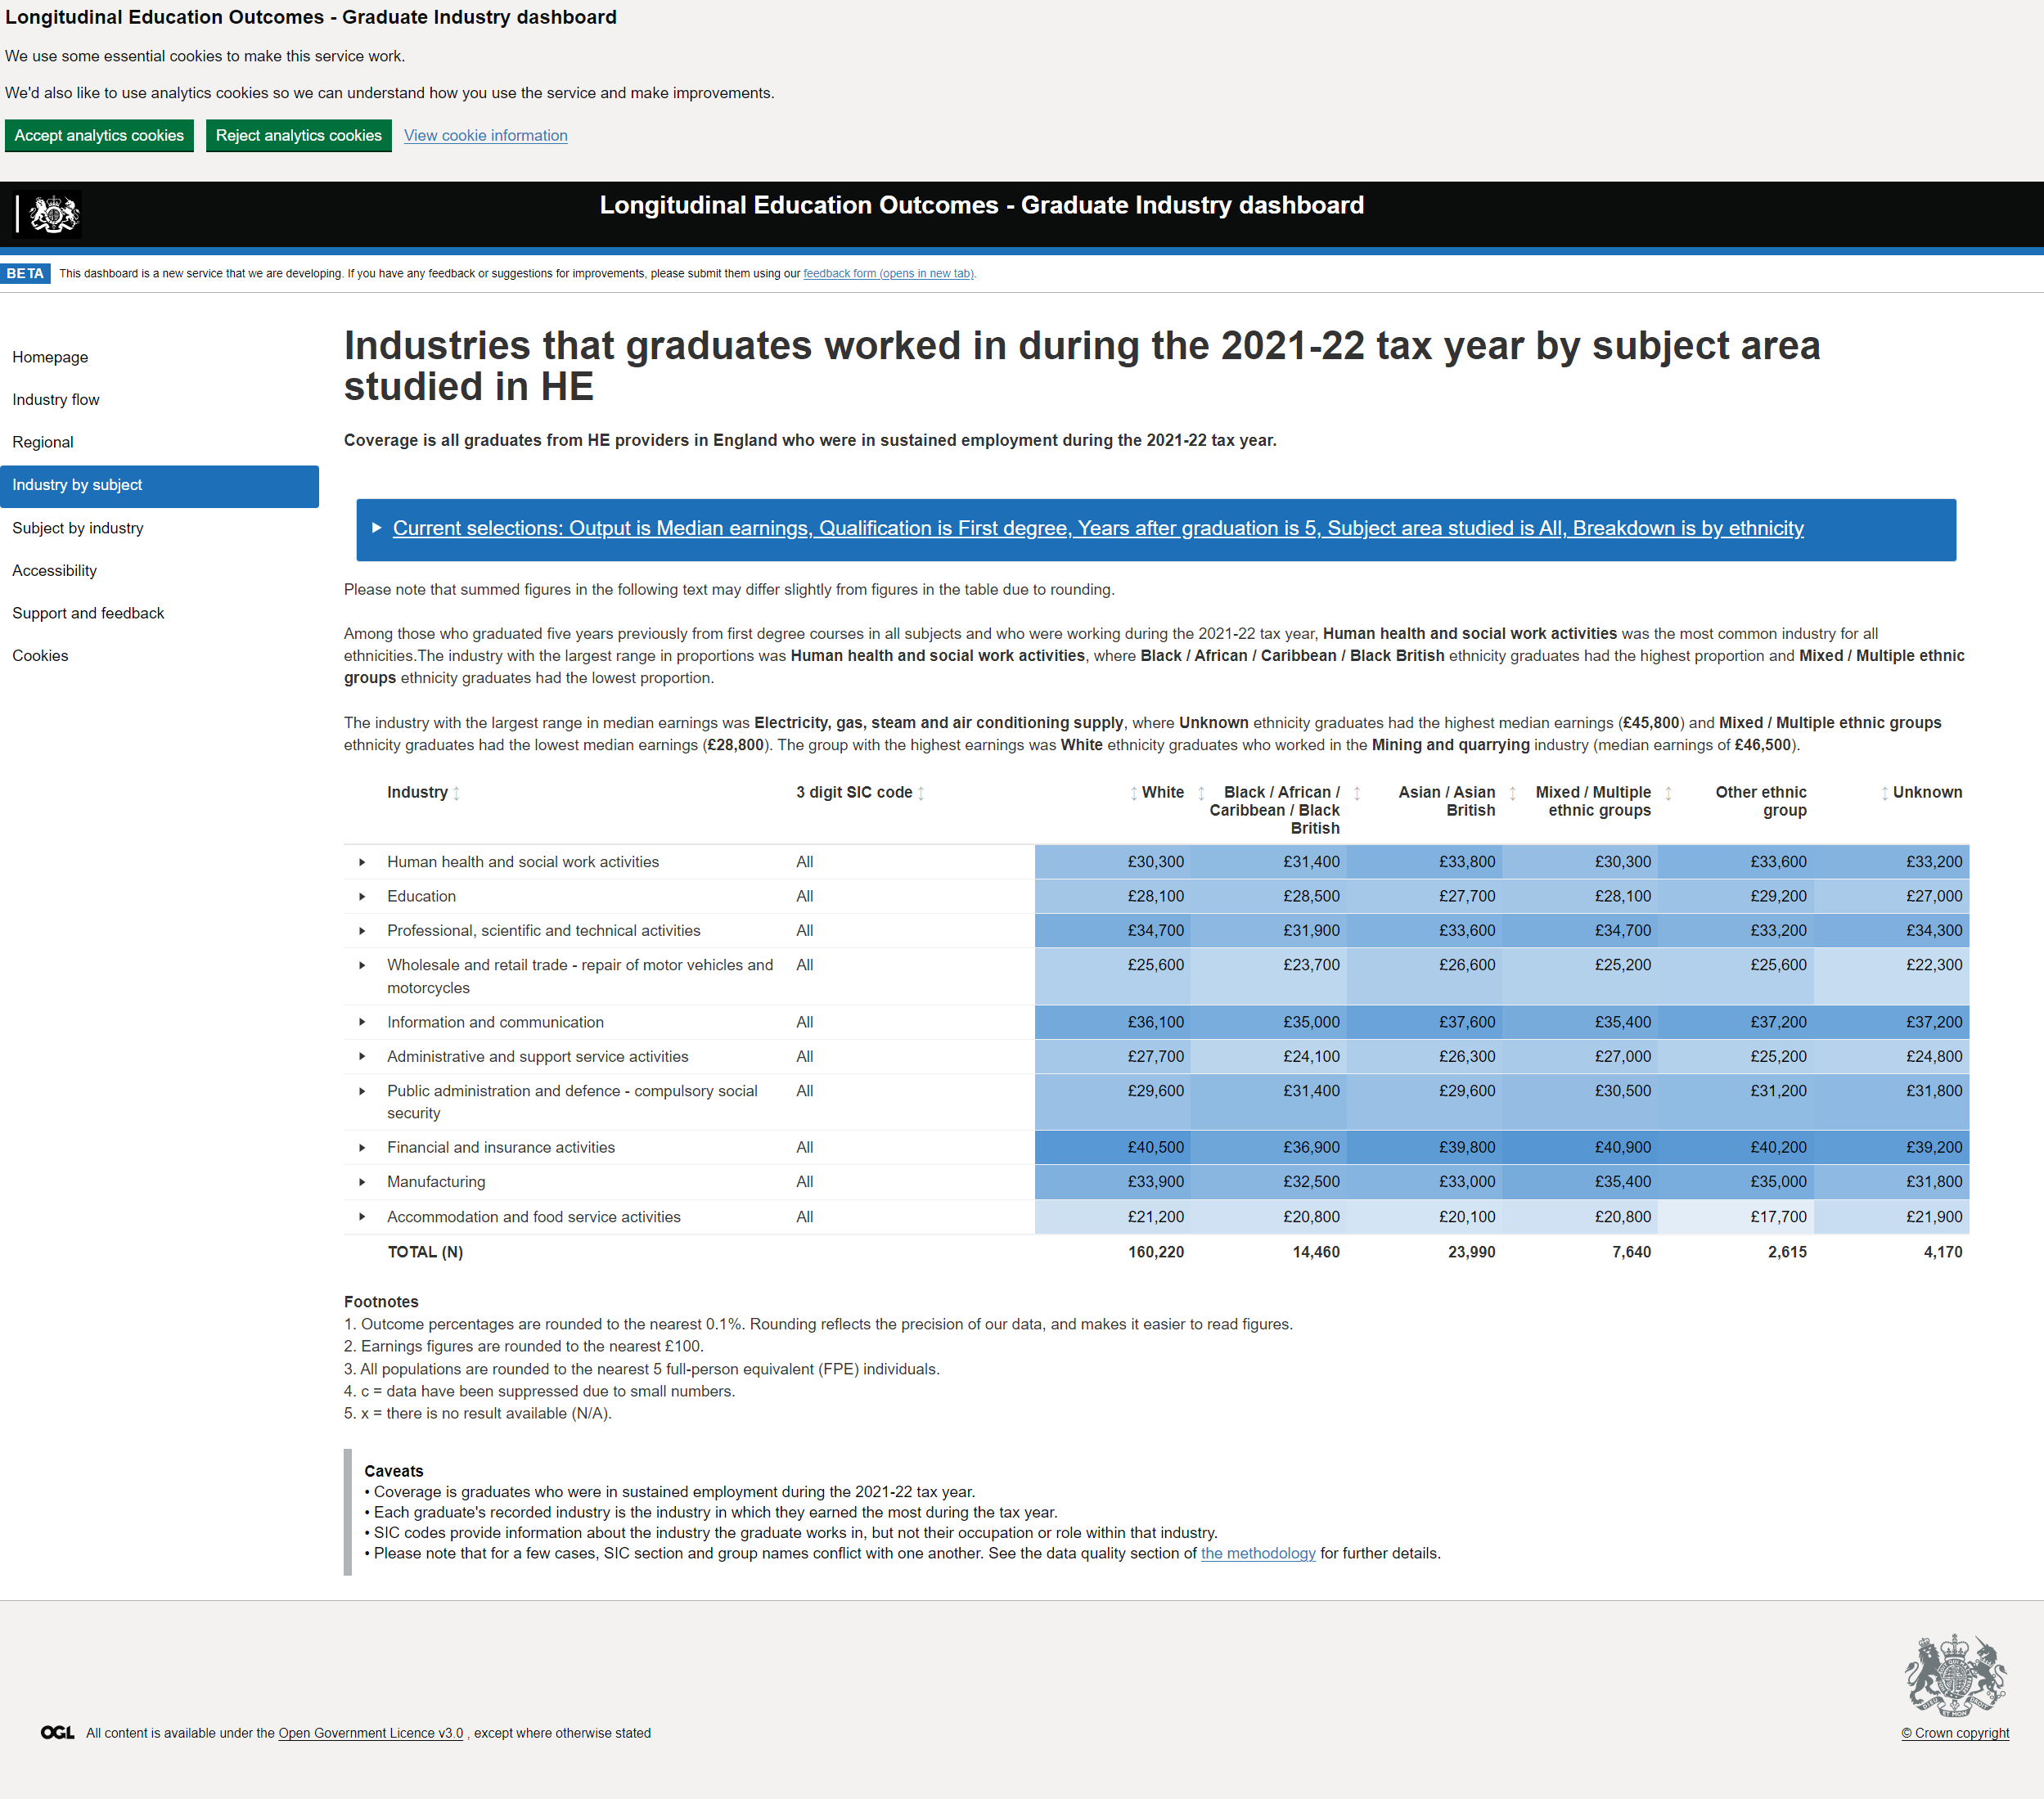 Longitudinal Education Outcomes - Graduate Industry dashboard
We use some essential cookies to make this service work.
We'd also like to use analytics cookies so we can understand how you use the service and make improvements.
Accept analytics cookies Reject analytics cookies View cookie information
Longitudinal Education Outcomes - Graduate Industry dashboard
BETA This dashboard is a new service that we are developing. If you have any feedback or suggestions for improvements, please submit them using our feedback form (opens in new tab).
Homepage
Industry flow
Regional
Industry by subject
Subject by industry
Accessibility
Support and feedback
Cookies
Industries that graduates worked in during the 2021-22 tax year by subject area
studied in HE
Coverage is all graduates from HE providers in England who were in sustained employment during the 2021-22 tax year.
Current selections: Output is Median earnings, Qualification is First degree, Years after graduation is 5, Subject area studied is All, Breakdown is by ethnicity
Please note that summed figures in the following text may differ slightly from figures in the table due to rounding.
Among those who graduated five years previously from first degree courses in all subjects and who were working during the 2021-22 tax year, Human health and social work activities was the most common industry for all
ethnicities.The industry with the largest range in proportions was Human health and social work activities, where Black / African / Caribbean / Black British ethnicity graduates had the highest proportion and Mixed / Multiple ethnic
groups ethnicity graduates had the lowest proportion.
The industry with the largest range in median earnings was Electricity, gas, steam and air conditioning supply, where Unknown ethnicity graduates had the highest median earnings (£45,800) and Mixed / Multiple ethnic groups
ethnicity graduates had the lowest median earnings (£28,800). The group with the highest earnings was White ethnicity graduates who worked in the Mining and quarrying industry (median earnings of £46,500).
Industry 3 digit SIC code White Black / African / Asian / Asian Mixed / Multiple Other ethnic Unknown
Caribbean / Black British ethnic groups group
British
Human health and social work activities All £30,300 £31,400 £33,800 £30,300 £33,600 £33,200
Education All £28,100 £28,500 £27,700 £28,100 £29,200 £27,000
Professional, scientific and technical activities All £34,700 £31,900 £33,600 £34,700 £33,200 £34,300
Wholesale and retail trade - repair of motor vehicles and All £25,600 £23,700 £26,600 £25,200 £25,600 £22,300
motorcycles
Information and communication All £36,100 £35,000 £37,600 £35,400 £37,200 £37,200
Administrative and support service activities All £27,700 £24,100 £26,300 £27,000 £25,200 £24,800
Public administration and defence - compulsory social All £29,600 £31,400 £29,600 £30,500 £31,200 £31,800
security
Financial and insurance activities All £40,500 £36,900 £39,800 £40,900 £40,200 £39,200
Manufacturing All £33,900 £32,500 £33,000 £35,400 £35,000 £31,800
Accommodation and food service activities All £21,200 £20,800 £20,100 £20,800 £17,700 £21,900
TOTAL (N) 160,220 14,460 23,990 7,640 2,615 4,170
Footnotes
1. Outcome percentages are rounded to the nearest 0.1%. Rounding reflects the precision of our data, and makes it easier to read figures.
2. Earnings figures are rounded to the nearest £100.
3. All populations are rounded to the nearest 5 full-person equivalent (FPE) individuals.
4. c = data have been suppressed due to small numbers.
5. x = there is no result available (N/A).
Caveats
• Coverage is graduates who were in sustained employment during the 2021-22 tax year.
• Each graduate's recorded industry is the industry in which they earned the most during the tax year.
• SIC codes provide information about the industry the graduate works in, but not their occupation or role within that industry.
• Please note that for a few cases, SIC section and group names conflict with one another. See the data quality section of the methodology for further details.
OGL All content is available under the Open Government Licence v3.0 , except where otherwise stated
© Crown copyright